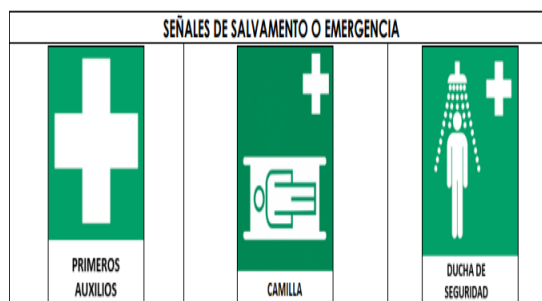 SEÑALES DE SALVAMENTO O EMERGENCIA
PRIMEROS
AUXILIOS
CAMILLA
DUCHA DE
SEGURIDAD